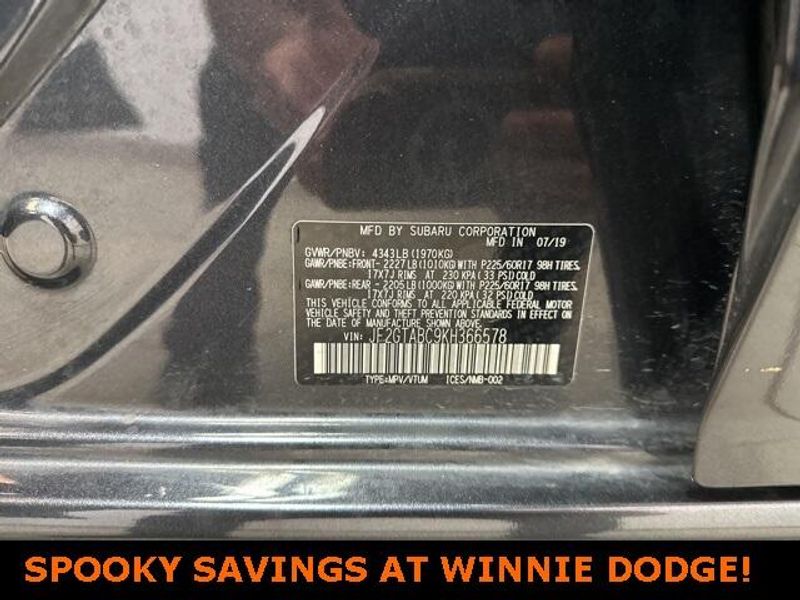 MFD BY SUBARU CORPORATION
MFD IN 07/19
GVWR/PNBV: 4343LB(1970KG)
GAWR/PNBE:FRONT- 2227LB(1010KG)WITH P225/60R17 98H TIRES,
17X7J RIMS AT 230 KPA(33 PSI)COLD
GAWR/PNBE:REAR - 2205LB(1000KG)WITH P225/60R17 98H TIRES,
17X7J RIMS AT 220 KPA(32 PSI)COLD
THIS VEHICLE CONFORMS TO ALL APPLICABLE FEDERAL MOTOR
VEHICLE SAFETY AND THEFT PREVENTION STANDARDS IN EFFECT ON
THE DATE OF MANUFACTURE SHOWN ABOVE.
VIN: JF2GTABC9KH366578
TYPE:MPV/VTUM ICES/NMB-002
SPOOKY SAVINGS AT WINNIE DODGE!